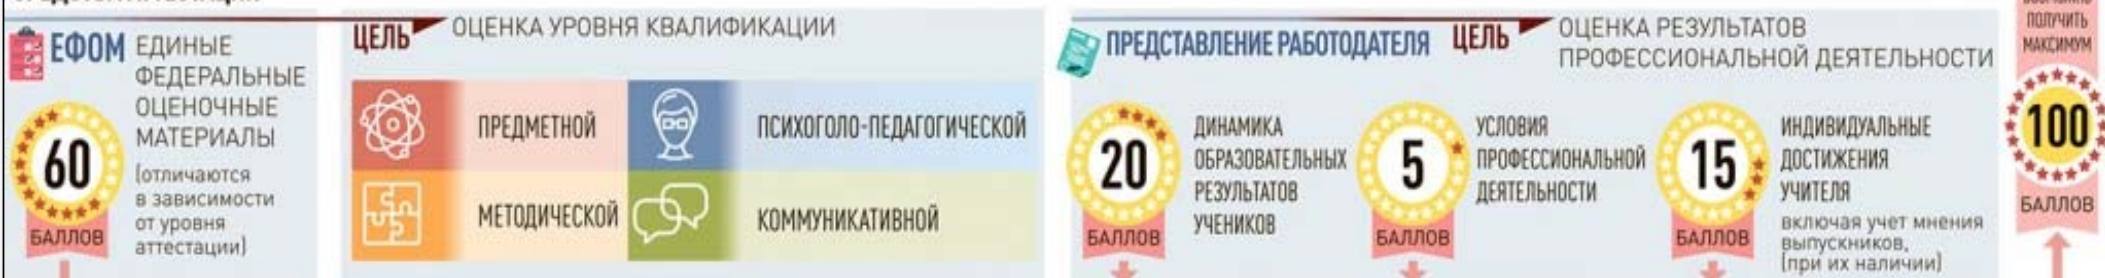 ЕФОМ
ЕДИНЫЕ
ФЕДЕРАЛЬНЫЕ
ОЦЕНОЧНЫЕ
МАТЕРИАЛЫ
(отличаются
в зависимости
от уровня
аттестации)
60
БАЛЛОВ
ЦЕЛЬ
ОЦЕНКА УРОВНЯ КВАЛИФИКАЦИИ
ПРЕДМЕТНОЙ
ПСИХОГОЛО-ПЕДАГОГИЧЕСКОЙ
МЕТОДИЧЕСКОЙ
КОММУНИКАТИВНОЙ
ПРЕДСТАВЛЕНИЕ РАБОТОДАТЕЛЯ
ЦЕЛЬ
ОЦЕНКА РЕЗУЛЬТАТОВ
ПРОФЕССИОНАЛЬНОЙ ДЕЯТЕЛЬНОСТИ
20
БАЛЛОВ
ДИНАМИКА
ОБРАЗОВАТЕЛЬНЫХ
РЕЗУЛЬТАТОВ
УЧЕНИКОВ
5
БАЛЛОВ
УСЛОВИЯ
ПРОФЕССИОНАЛЬНОЙ
ДЕЯТЕЛЬНОСТИ
15
БАЛЛОВ
ИНДИВИДУАЛЬНЫЕ
ДОСТИЖЕНИЯ
УЧИТЕЛЯ
включая учет мнения
выпускников,
(при их наличии)
ПОЛУЧИТЬ
МАКСИМУМ
100
БАЛЛОВ